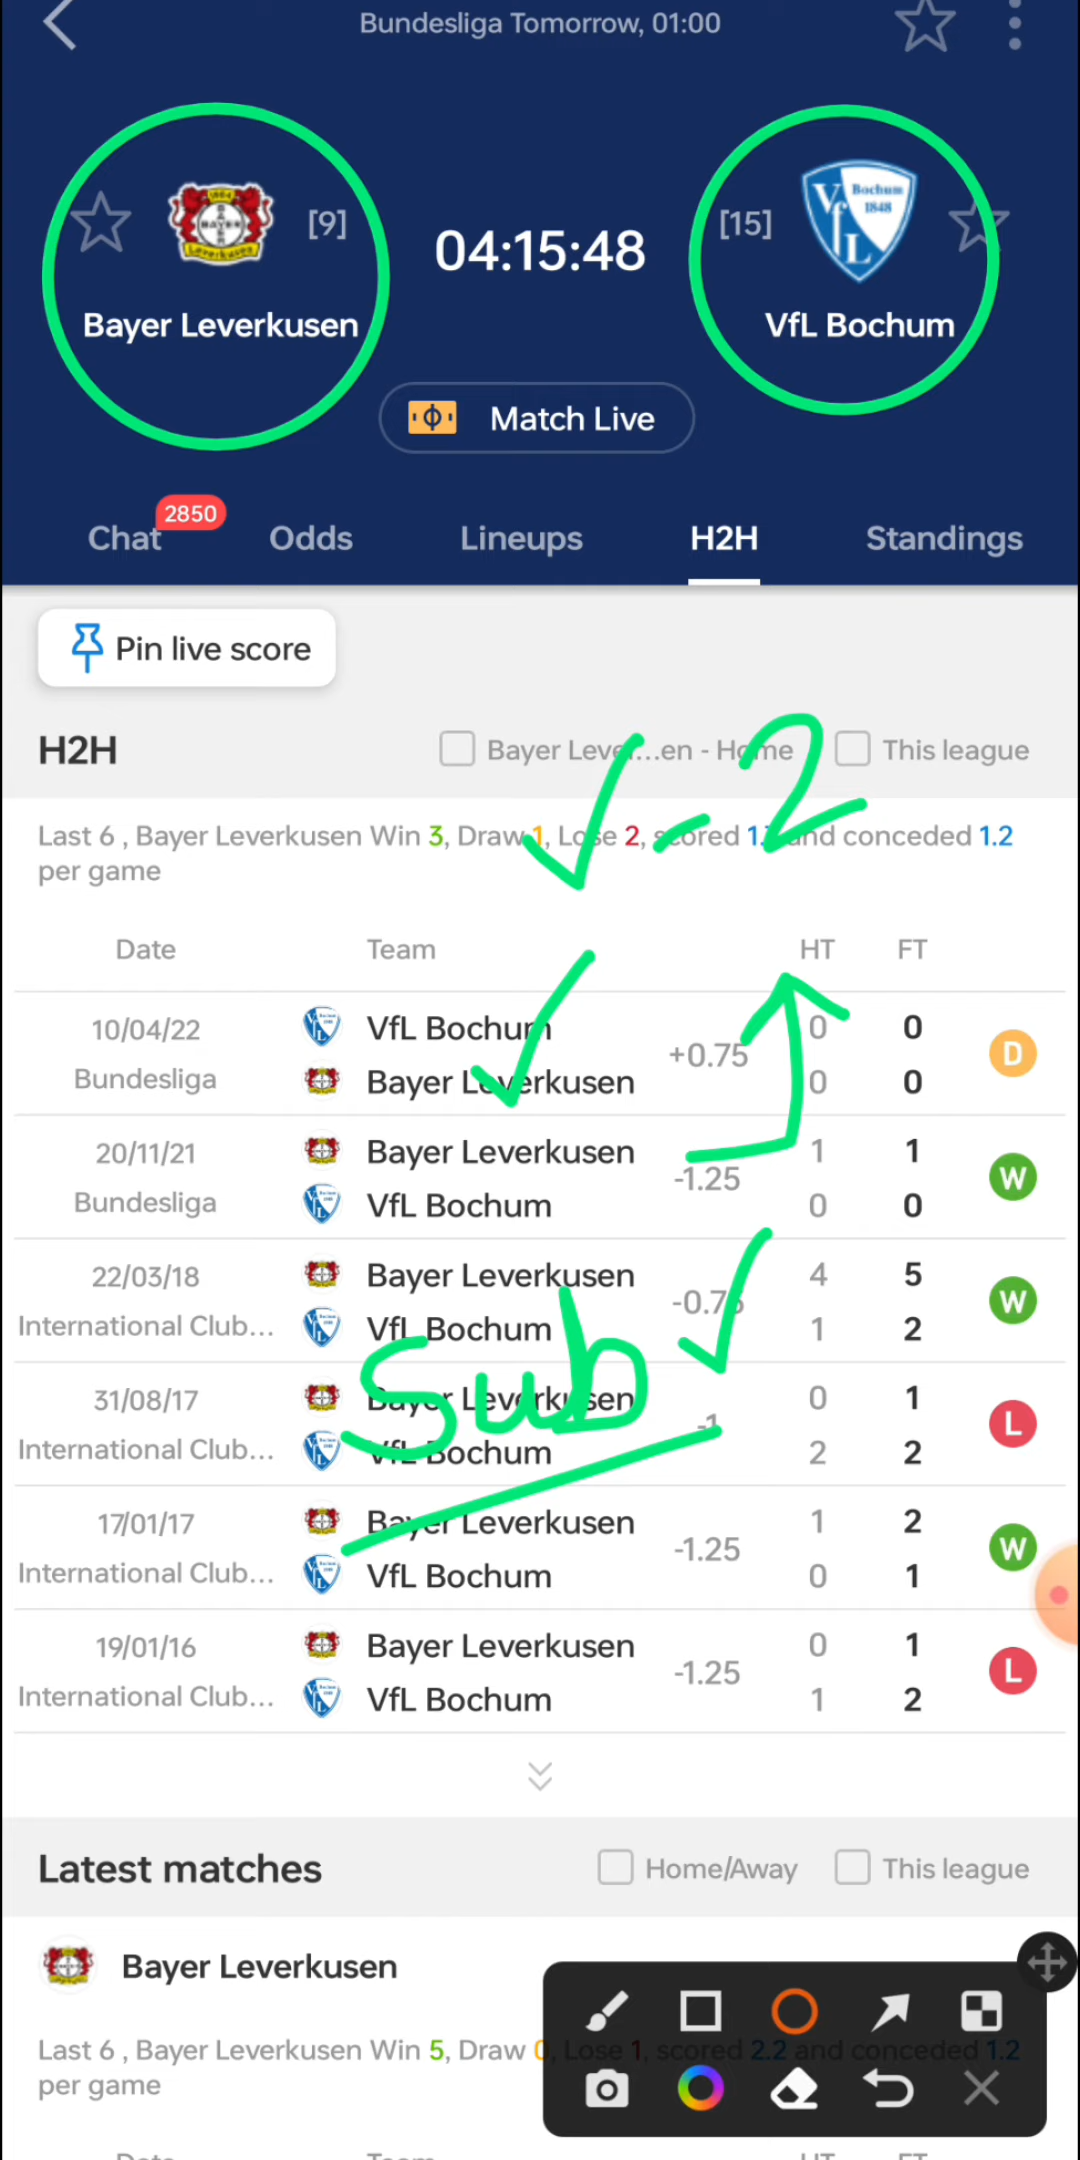 Bundesliga Tomorrow, 01:00
[9] 04:15:48 [15]
Bayer Leverkusen VfL Bochum
Match Live
2850
Chat Odds Lineups H2H Standings
Pin live score
H2H Bayer Lever...en - Home This league
-2
Last 6 , Bayer Leverkusen Win 3, Draw 1, Lose 2, scored and conceded 1.2
per game
Date Team HT FT
10/04/22 VfL Bochum 0 0
+0.75 D
Bundesliga Bayer Leverkusen 0 0
20/11/21 Bayer Leverkusen 1 1
-1.25 W
Bundesliga VfL Bochum 0 0
22/03/18 Bayer Leverkusen 4 5
-0.75 W
International Club... VfL Bochum 1 2
Sub
31/08/17 Bayer Leverkusen 0 1
-1 L
International Club... VfL Bochum 2 2
17/01/17 Bayer Leverkusen 1 2
-1.25 W
International Club... VfL Bochum 0 1
19/01/16 Bayer Leverkusen 0 1
-1.25 L
International Club... VfL Bochum 1 2
Latest matches Home/Away This league
Bayer Leverkusen
Last 6 , Bayer Leverkusen Win 5, Draw 0, Lose 1, scored 2.2 and conceded 1.2
per game
Date Team HT FT